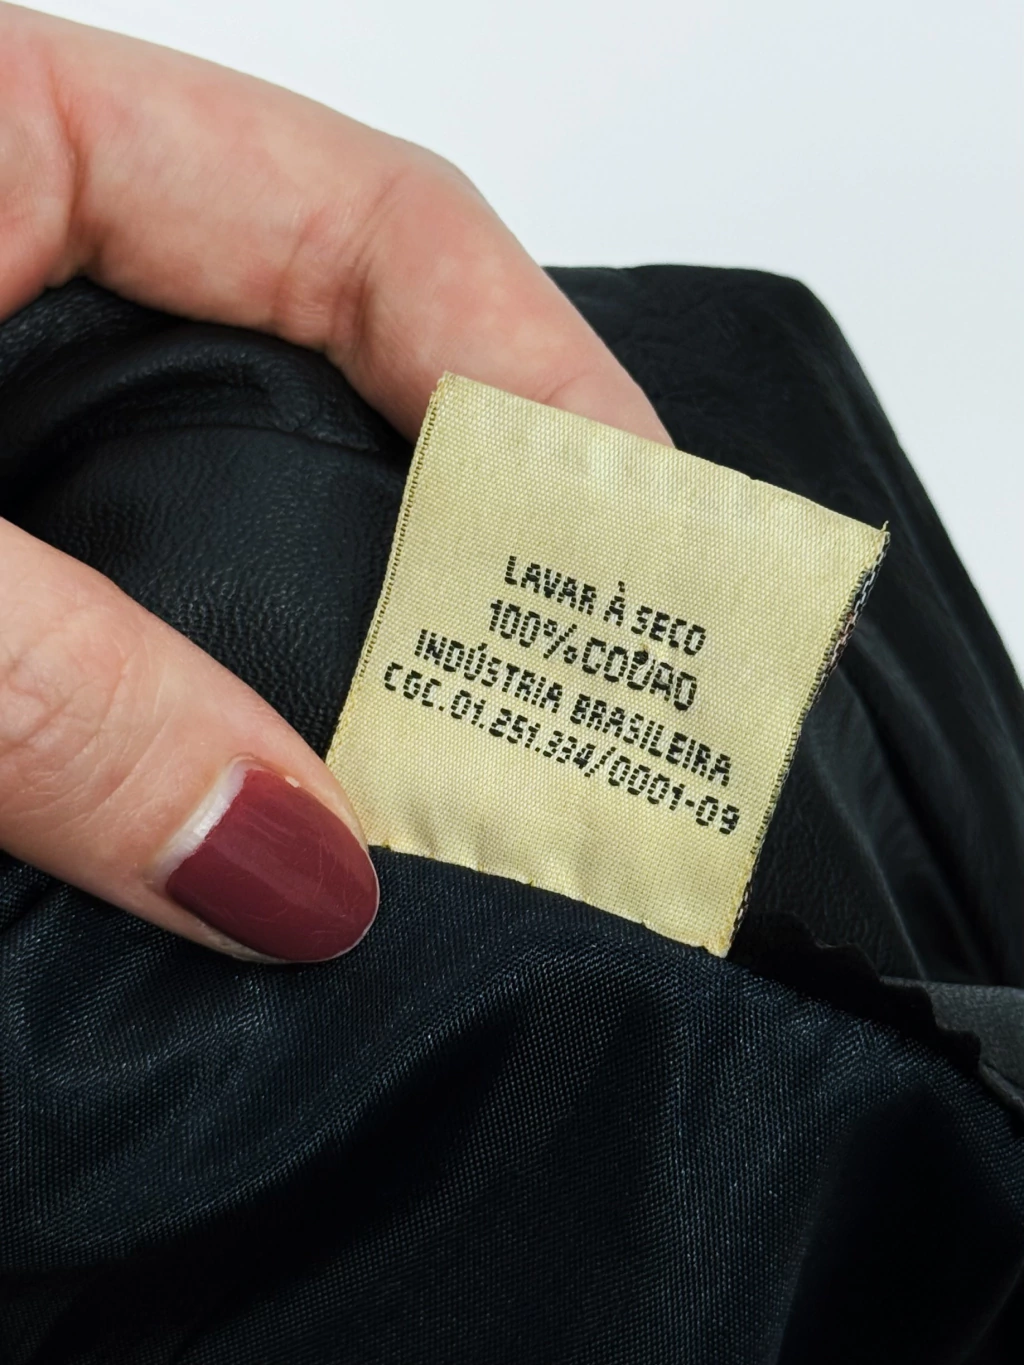 LAVAR À SECO
100% COURO
INDÚSTRIA BRASILEIRA
CGC.01.251.334/0001-09